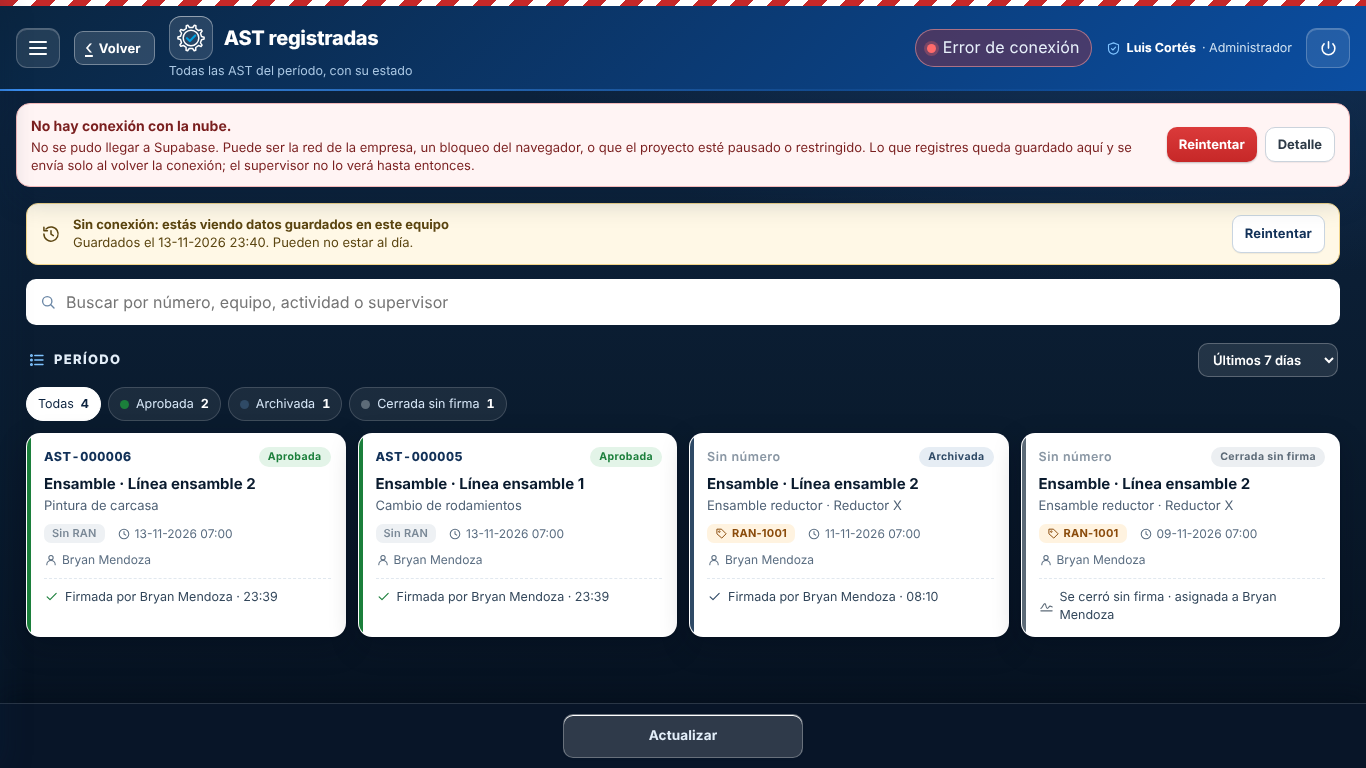 Volver
AST registradas
Todas las AST del período, con su estado
Error de conexión
Luis Cortés · Administrador
No hay conexión con la nube.
No se pudo llegar a Supabase. Puede ser la red de la empresa, un bloqueo del navegador, o que el proyecto esté pausado o restringido. Lo que registres queda guardado aquí y se
envía solo al volver la conexión; el supervisor no lo verá hasta entonces.
Reintentar
Detalle
Sin conexión: estás viendo datos guardados en este equipo
Guardados el 13-11-2026 23:40. Pueden no estar al día.
Reintentar
Buscar por número, equipo, actividad o supervisor
PERÍODO
Últimos 7 días
Todas 4
Aprobada 2
Archivada 1
Cerrada sin firma 1
AST-000006
Aprobada
Ensamble · Línea ensamble 2
Pintura de carcasa
Sin RAN
13-11-2026 07:00
Bryan Mendoza
Firmada por Bryan Mendoza · 23:39
AST-000005
Aprobada
Ensamble · Línea ensamble 1
Cambio de rodamientos
Sin RAN
13-11-2026 07:00
Bryan Mendoza
Firmada por Bryan Mendoza · 23:39
Sin número
Archivada
Ensamble · Línea ensamble 2
Ensamble reductor · Reductor X
RAN-1001
11-11-2026 07:00
Bryan Mendoza
Firmada por Bryan Mendoza · 08:10
Sin número
Cerrada sin firma
Ensamble · Línea ensamble 2
Ensamble reductor · Reductor X
RAN-1001
09-11-2026 07:00
Bryan Mendoza
Se cerró sin firma · asignada a Bryan
Mendoza
Actualizar